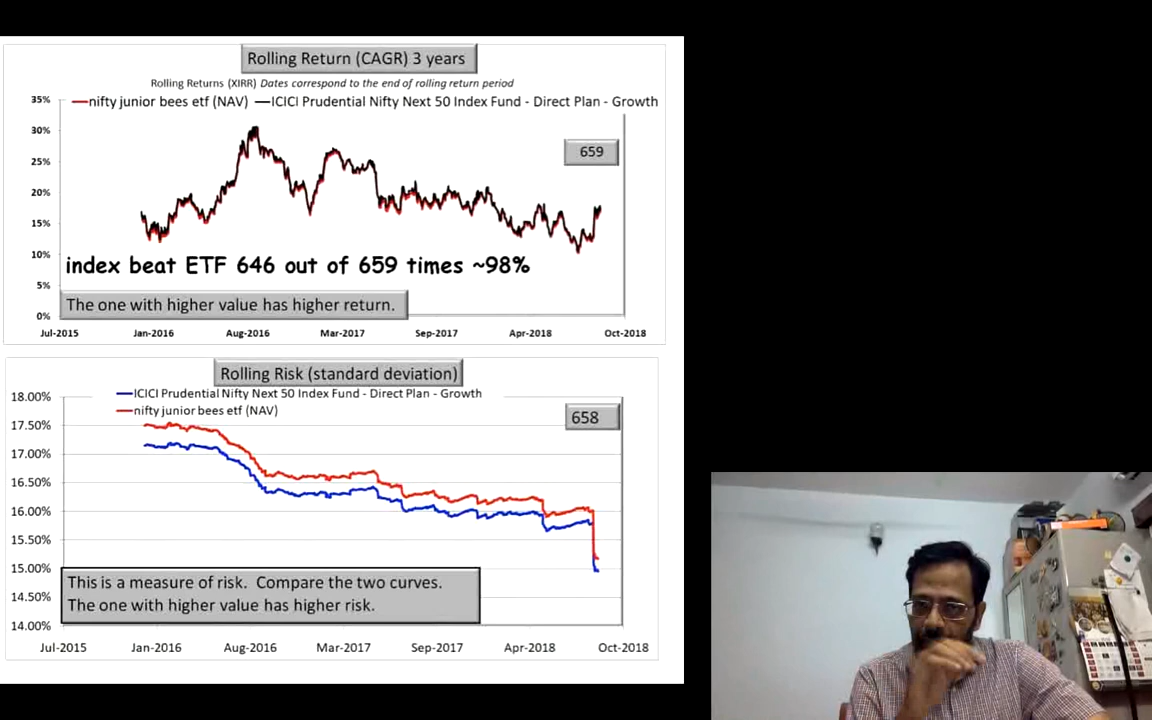 Rolling Return (CAGR) 3 years
Rolling Returns (XIRR) Dates correspond to the end of rolling return period
35%
nifty junior bees etf (NAV)
ICICI Prudential Nifty Next 50 Index Fund - Direct Plan - Growth
30%
659
25%
20%
15%
10%
index beat ETF 646 out of 659 times ~98%
5%
The one with higher value has higher return.
0%
Jul-2015 Jan-2016 Aug-2016 Mar-2017 Sep-2017 Apr-2018 Oct-2018
Rolling Risk (standard deviation)
18.00%
ICICI Prudential Nifty Next 50 Index Fund - Direct Plan - Growth
nifty junior bees etf (NAV)
658
17.50%
17.00%
16.50%
16.00%
15.50%
15.00%
This is a measure of risk. Compare the two curves.
14.50%
The one with higher value has higher risk.
14.00%
Jul-2015 Jan-2016 Aug-2016 Mar-2017 Sep-2017 Apr-2018 Oct-2018